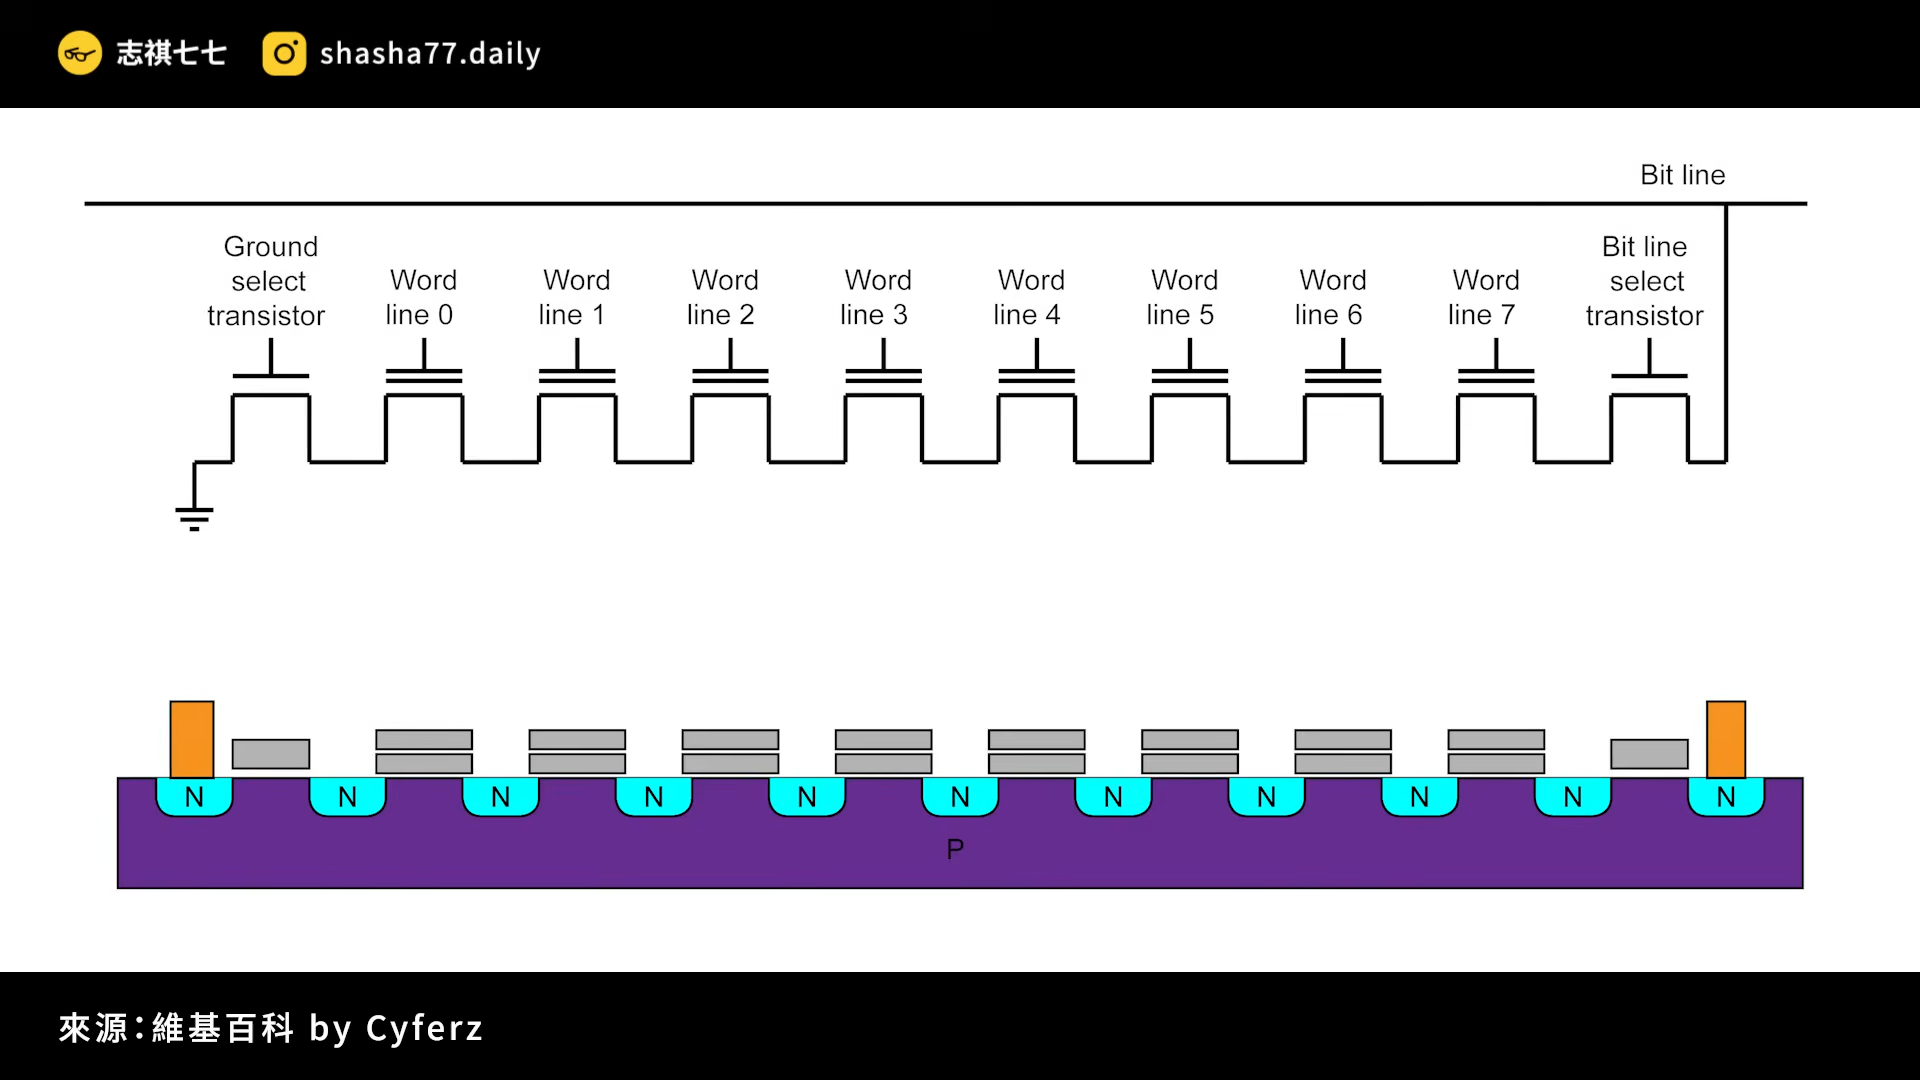 志祺七七 shasha77.daily
Bit line
Ground
select
transistor
Word
line 0
Word
line 1
Word
line 2
Word
line 3
Word
line 4
Word
line 5
Word
line 6
Word
line 7
Bit line
select
transistor
N N N N N N N N N N N
P
來源：維基百科 by Cyferz